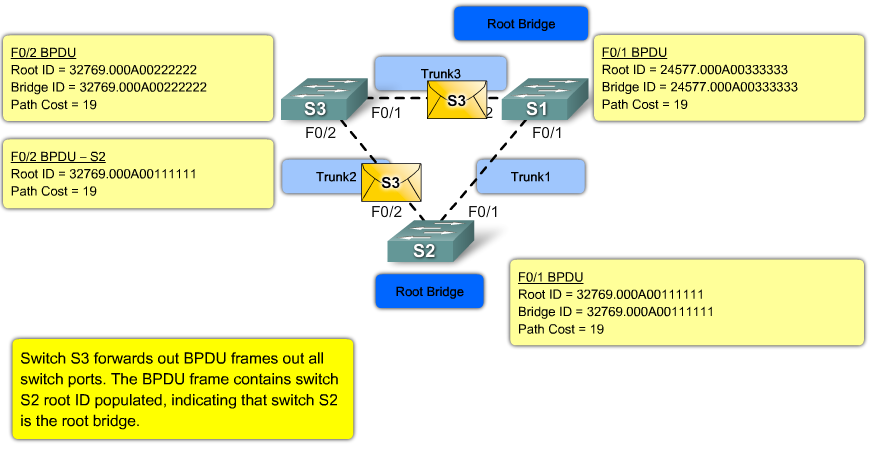 Root Bridge
F0/2 BPDU
Root ID = 32769.000A00222222
Bridge ID = 32769.000A00222222
Path Cost = 19
F0/1 BPDU
Root ID = 24577.000A00333333
Bridge ID = 24577.000A00333333
Path Cost = 19
Trunk3
S3
S3
S1
F0/1
2
F0/1
F0/2
F0/2 BPDU – S2
Root ID = 32769.000A00111111
Path Cost = 19
Trunk2
S3
Trunk1
F0/2
F0/1
S2
Root Bridge
F0/1 BPDU
Root ID = 32769.000A00111111
Bridge ID = 32769.000A00111111
Path Cost = 19
Switch S3 forwards out BPDU frames out all
switch ports. The BPDU frame contains switch
S2 root ID populated, indicating that switch S2
is the root bridge.